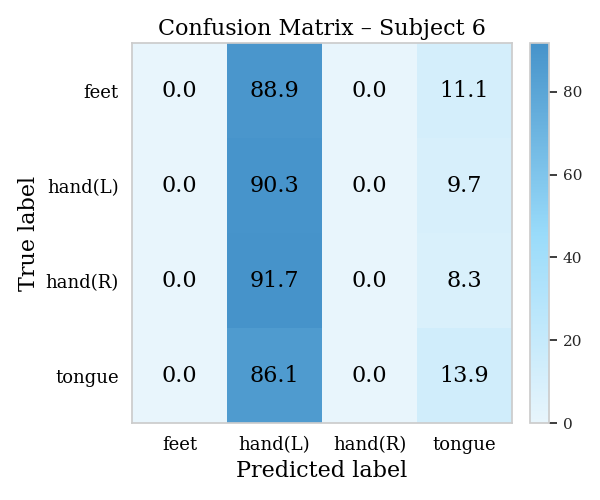 Confusion Matrix – Subject 6
True label
feet 0.0 88.9 0.0 11.1
hand(L) 0.0 90.3 0.0 9.7
hand(R) 0.0 91.7 0.0 8.3
tongue 0.0 86.1 0.0 13.9
feet hand(L) hand(R) tongue
Predicted label
80
60
40
20
0